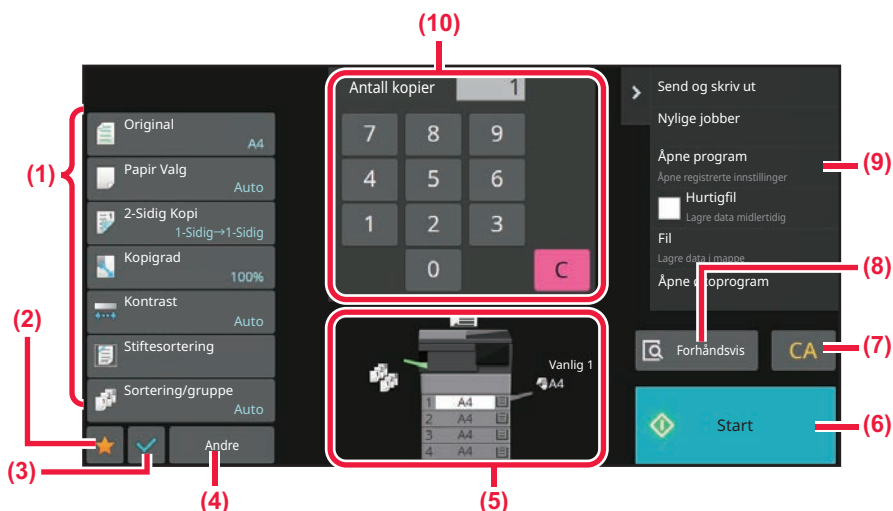 (10)
(1)
Original
A4
Papir Valg
Auto
2-Sidig Kopi
1-Sidig→1-Sidig
Kopigrad
100%
Kontrast
Auto
Stiftesortering
Sortering/gruppe
Auto
(2)
(3)
Andre
(4)
Antall kopier 1
7 8 9
4 5 6
1 2 3
0 C
Vanlig 1
A4
1 A4
2 A4
3 A4
4 A4
(5)
Send og skriv ut
Nylige jobber
Åpne program
Åpne registrerte innstillinger
Hurtigfil
Lagre data midlertidig
Fil
Lagre data i mappe
(9)
(8)
Forhåndsvis
CA
(7)
Start
(6)